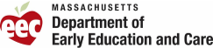 eec
MASSACHUSETTS
Department of
Early Education and Care